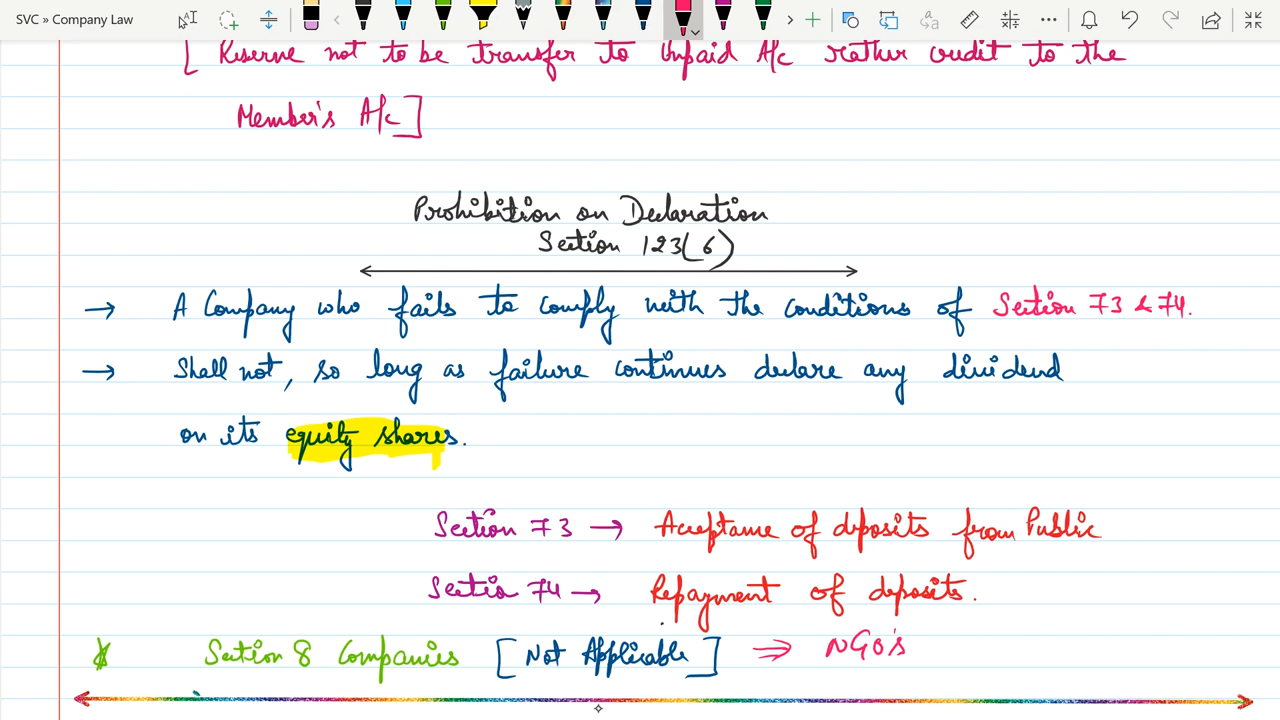 SVC » Company Law
[ Reserve not to be transfer to Unpaid A/c rather credit to the
Member's A/c ]
Prohibition on Declaration
Section 123(6)
→ A Company who fails to comply with the conditions of Section 73 & 74.
→ Shall not, so long as failure continues declare any dividend
on its equity shares.
Section 73 → Acceptance of deposits from Public
Section 74 → Repayment of deposits.
Section 8 Companies [Not Applicable] ⇒ NGO's